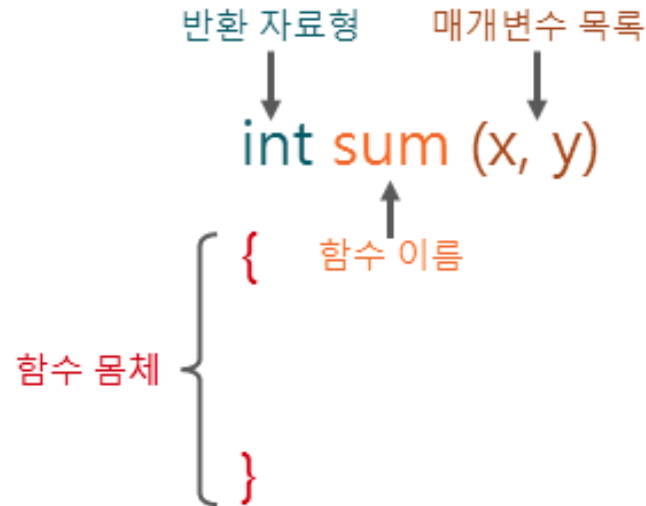 반환 자료형 매개변수 목록
int sum (x, y)
{ 함수 이름
함수 몸체
}